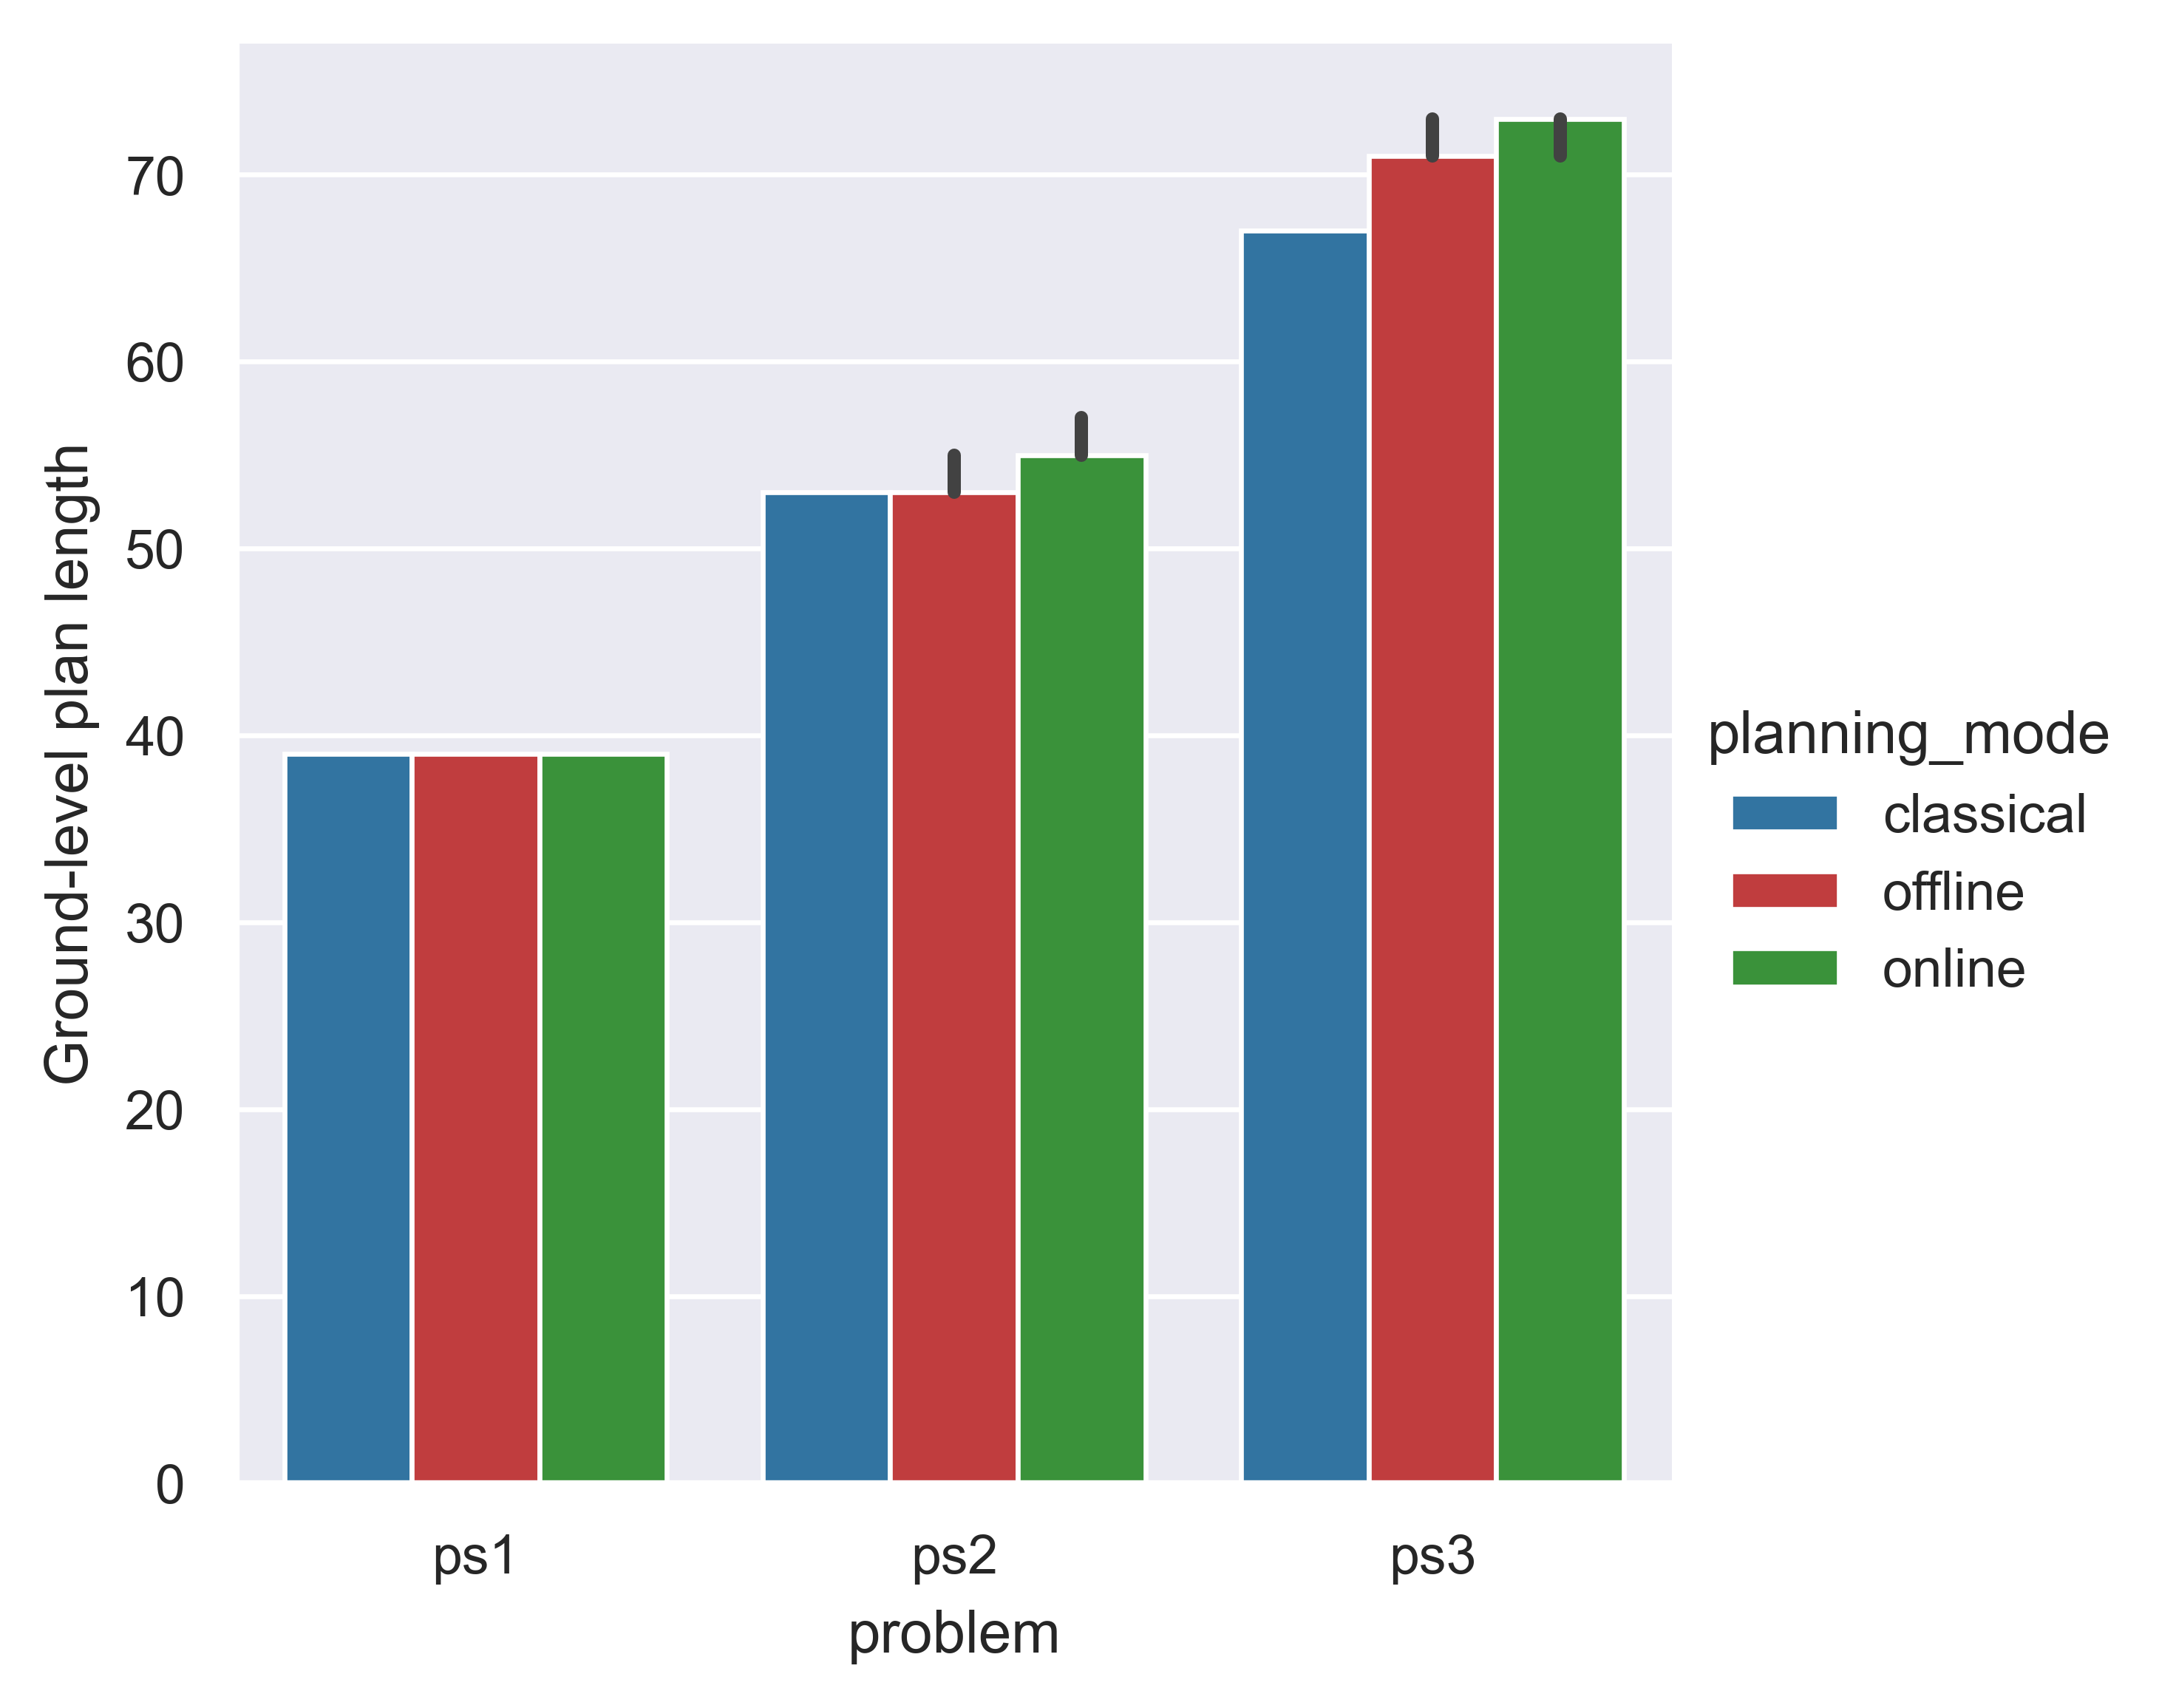 Ground-level plan length
70
60
50
40
30
20
10
0
ps1
ps2
ps3
problem
planning_mode
classical
offline
online